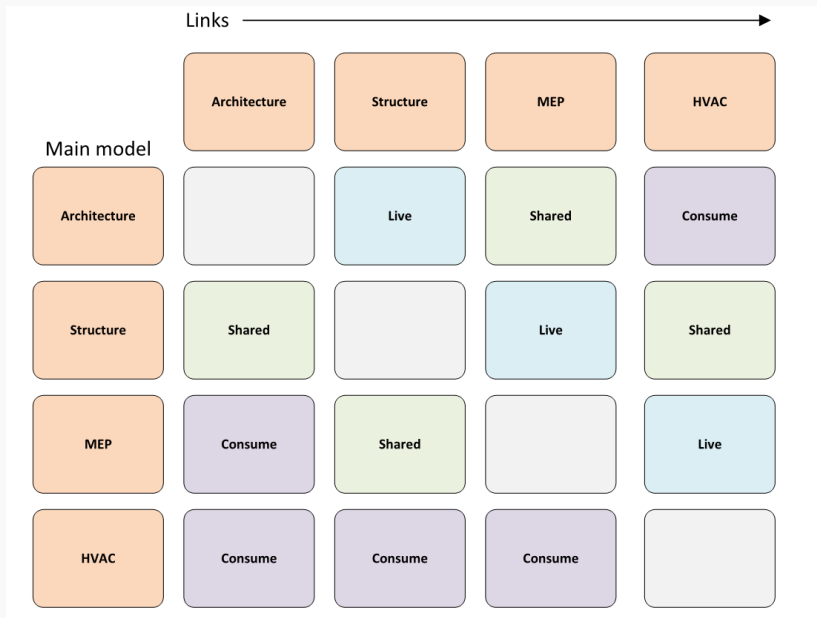 Links
Architecture Structure MEP HVAC
Main model
Architecture Live Shared Consume
Structure Shared Live Shared
MEP Consume Shared Live
HVAC Consume Consume Consume